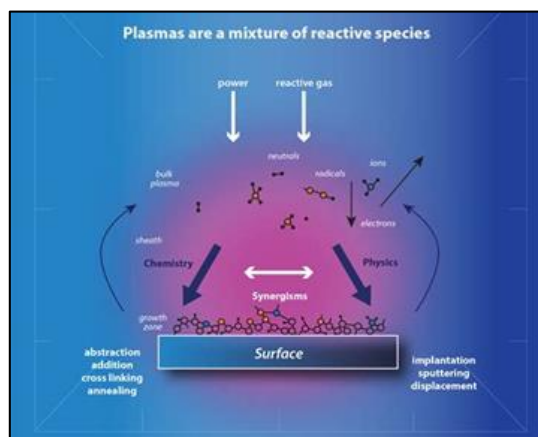 Plasmas are a mixture of reactive species
power
reactive gas
neutrals
ions
bulk
plasma
radicals
electrons
sheath
Chemistry
Physics
Synergisms
growth
zone
Surface
abstraction
addition
cross linking
annealing
implantation
sputtering
displacement